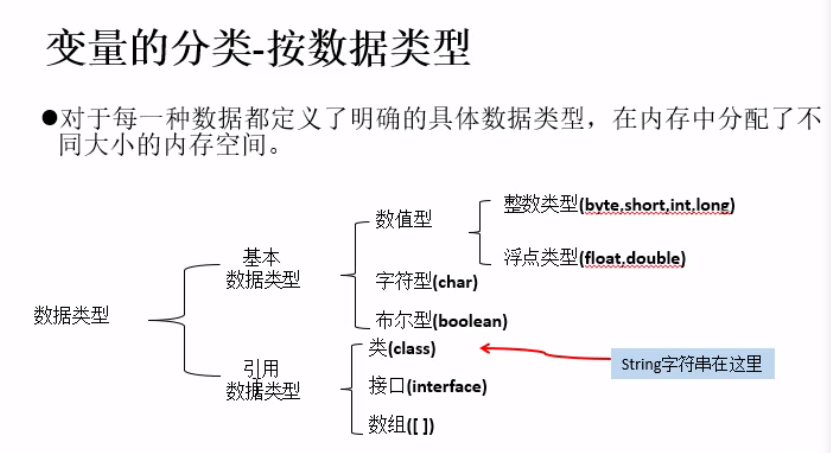 变量的分类-按数据类型
●对于每一种数据都定义了明确的具体数据类型，在内存中分配了不
同大小的内存空间。
数据类型
基本
数据类型
数值型
整数类型(byte,short,int,long)
浮点类型(float,double)
字符型(char)
布尔型(boolean)
引用
数据类型
类(class)
String字符串在这里
接口(interface)
数组([ ])